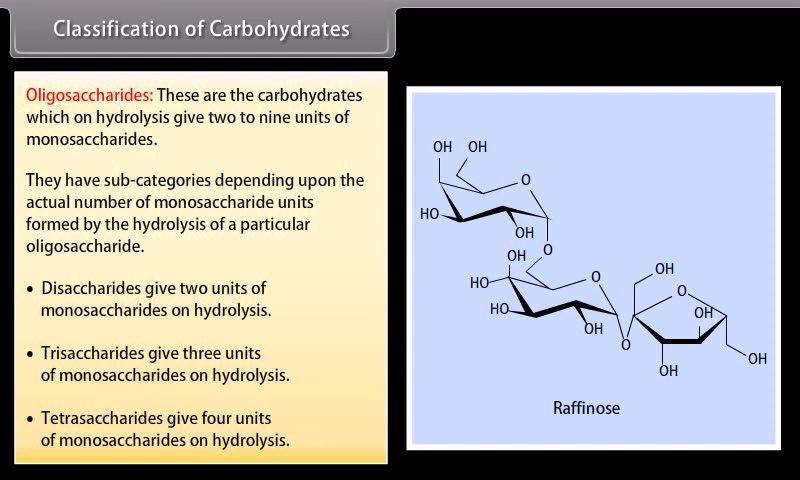 Classification of Carbohydrates
Oligosaccharides: These are the carbohydrates
which on hydrolysis give two to nine units of
monosaccharides.
They have sub-categories depending upon the
actual number of monosaccharide units
formed by the hydrolysis of a particular
oligosaccharide.
• Disaccharides give two units of
monosaccharides on hydrolysis.
• Trisaccharides give three units
of monosaccharides on hydrolysis.
• Tetrasaccharides give four units
of monosaccharides on hydrolysis.
OH OH
O
HO
OH
O
OH
HO
O
HO
OH
O
OH
O
OH
OH
OH
Raffinose